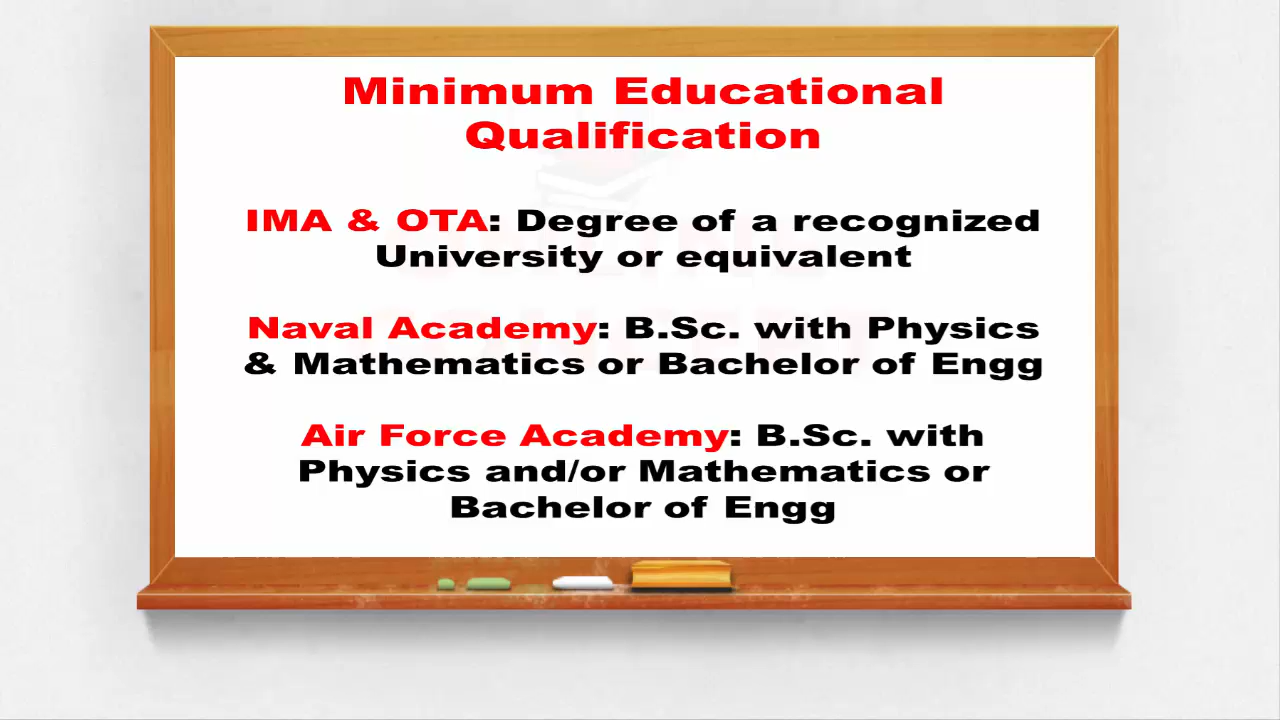 Minimum Educational
Qualification
IMA & OTA: Degree of a recognized
University or equivalent
Naval Academy: B.Sc. with Physics
& Mathematics or Bachelor of Engg
Air Force Academy: B.Sc. with
Physics and/or Mathematics or
Bachelor of Engg